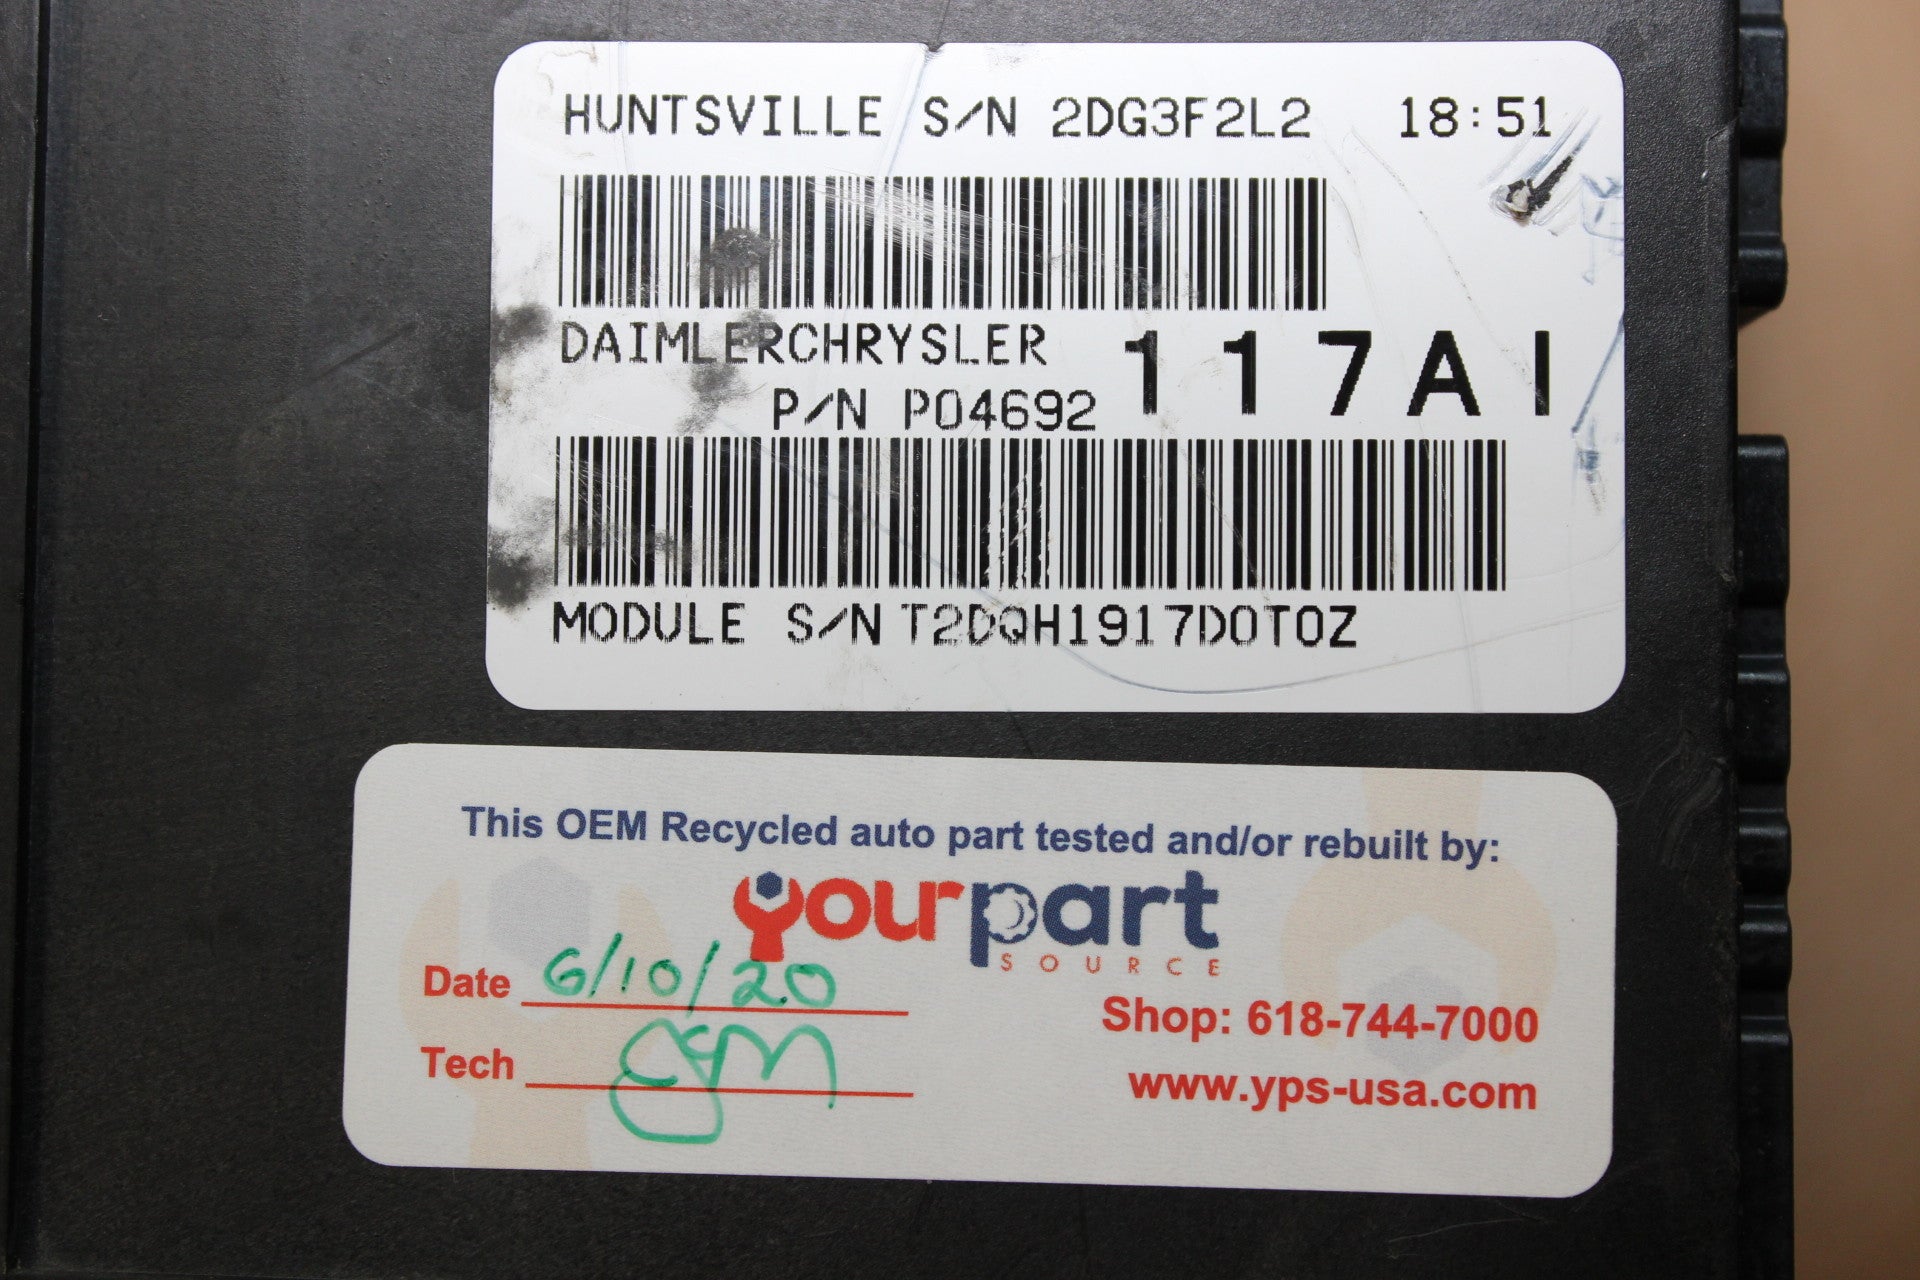 HUNTSVILLE S/N 2DG3F2L2 18:51
DAIMLERCHRYSLER
P/N P04692 117AI
MODULE S/N T2DQH1917D0T0Z
This OEM Recycled auto part tested and/or rebuilt by:
yourpart
SOURCE
Date 6/10/20
Shop: 618-744-7000
Tech
www.yps-usa.com